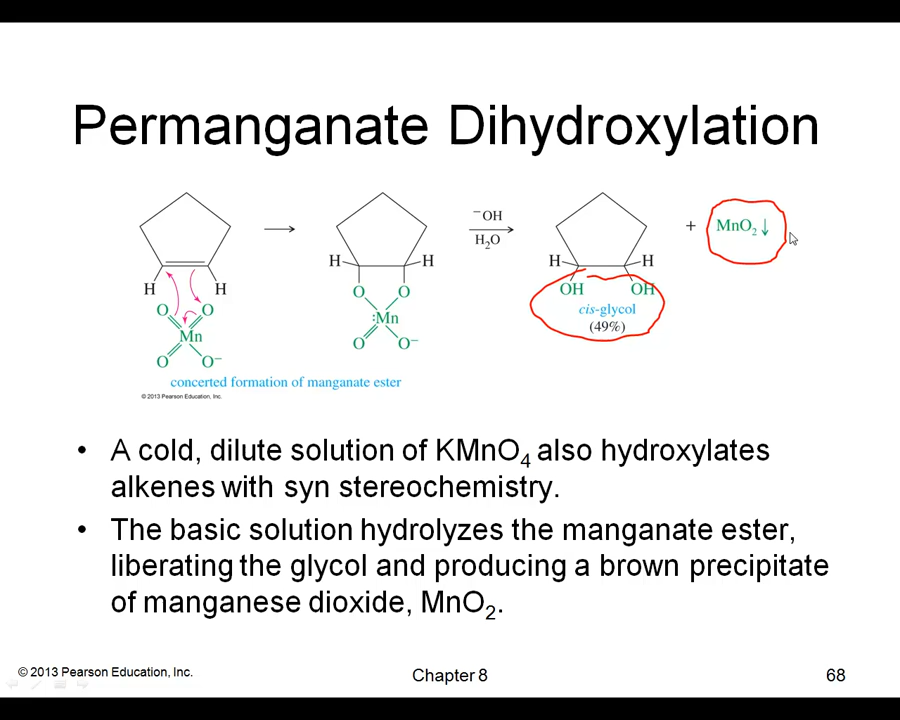 Permanganate Dihydroxylation
H H
O O
Mn
O O⁻
concerted formation of manganate ester
© 2013 Pearson Education, Inc.
H H
O O
:Mn
O O⁻
⁻OH
H₂O
H H
OH OH
cis-glycol
(49%)
+ MnO₂↓
• A cold, dilute solution of KMnO₄ also hydroxylates
alkenes with syn stereochemistry.
• The basic solution hydrolyzes the manganate ester,
liberating the glycol and producing a brown precipitate
of manganese dioxide, MnO₂.
© 2013 Pearson Education, Inc.
Chapter 8
68